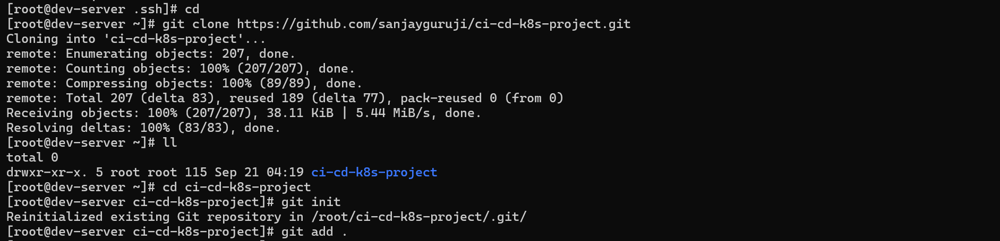 [root@dev-server .ssh]# cd
[root@dev-server ~]# git clone https://github.com/sanjayguruji/ci-cd-k8s-project.git
Cloning into 'ci-cd-k8s-project'...
remote: Enumerating objects: 207, done.
remote: Counting objects: 100% (207/207), done.
remote: Compressing objects: 100% (89/89), done.
remote: Total 207 (delta 83), reused 189 (delta 77), pack-reused 0 (from 0)
Receiving objects: 100% (207/207), 38.11 KiB | 5.44 MiB/s, done.
Resolving deltas: 100% (83/83), done.
[root@dev-server ~]# ll
total 0
drwxr-xr-x. 5 root root 115 Sep 21 04:19 ci-cd-k8s-project
[root@dev-server ~]# cd ci-cd-k8s-project
[root@dev-server ci-cd-k8s-project]# git init
Reinitialized existing Git repository in /root/ci-cd-k8s-project/.git/
[root@dev-server ci-cd-k8s-project]# git add .